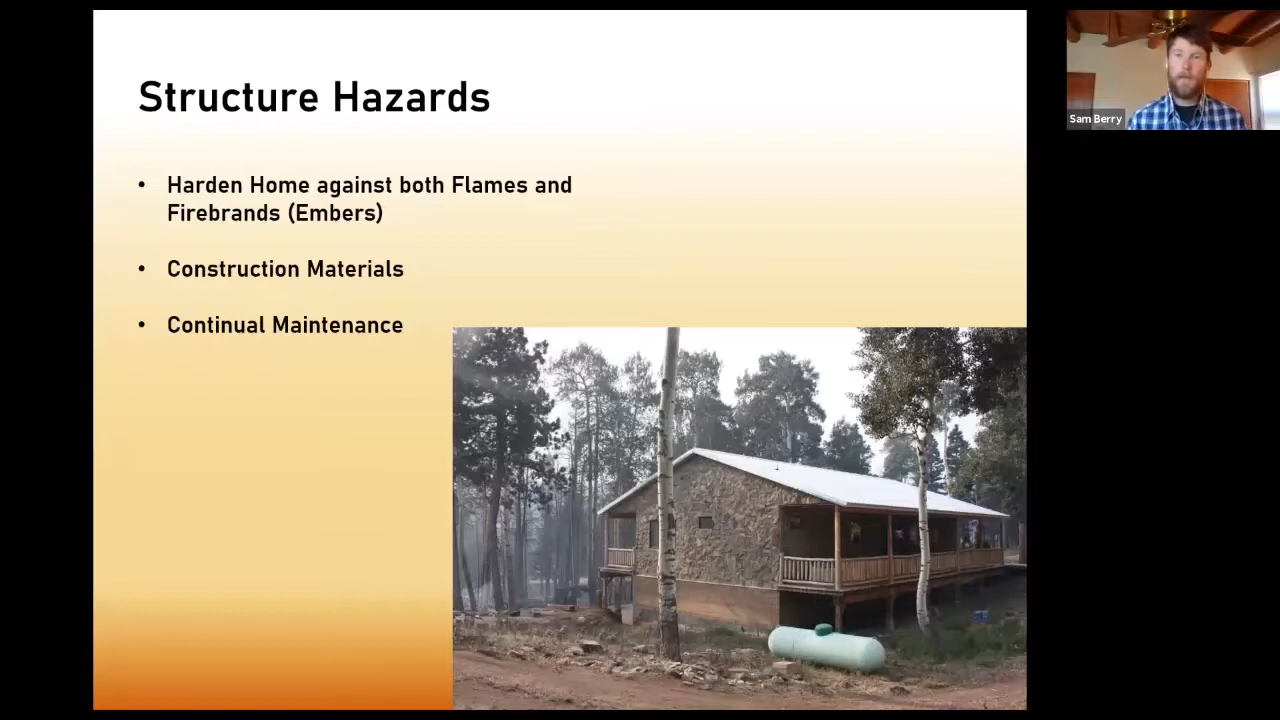 Structure Hazards
• Harden Home against both Flames and
Firebrands (Embers)
• Construction Materials
• Continual Maintenance
Sam Berry